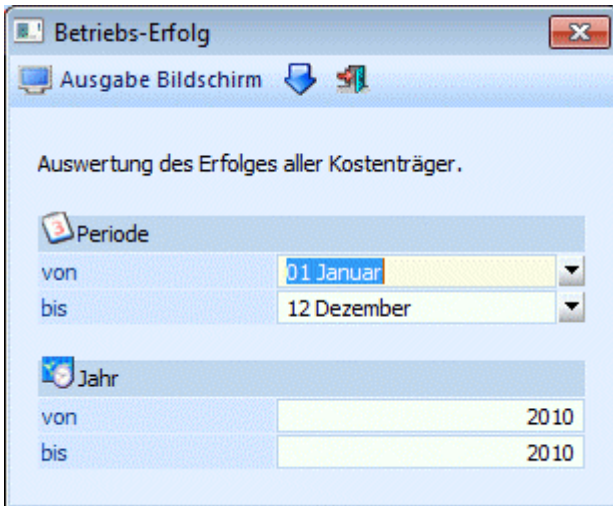 Betriebs-Erfolg
Ausgabe Bildschirm
Auswertung des Erfolges aller Kostenträger.
3 Periode
von 01 Januar
bis 12 Dezember
Jahr
von 2010
bis 2010